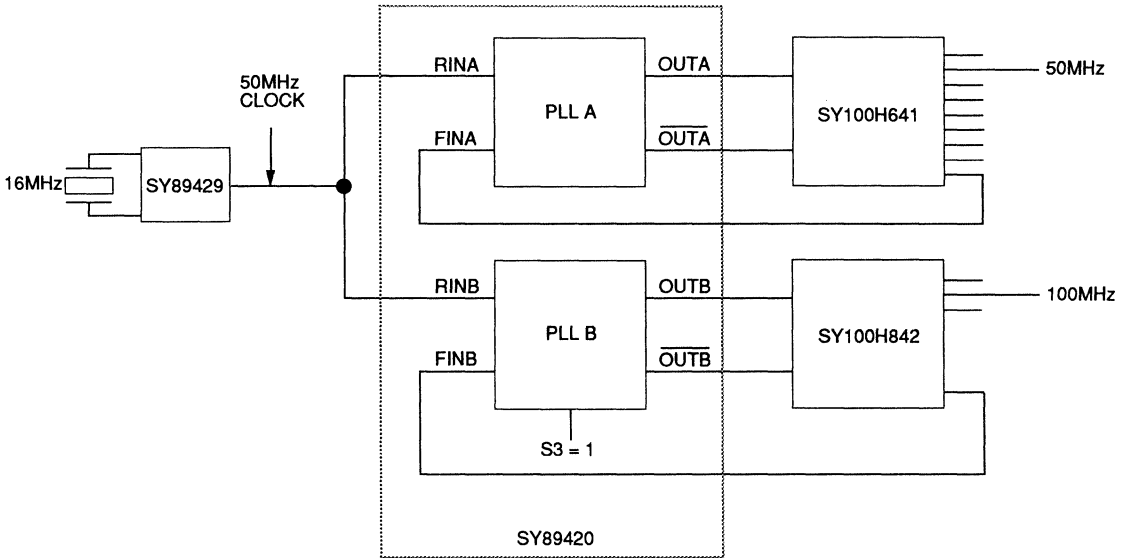 RINA
OUTA
50MHz
CLOCK
50MHz
PLL A
SY100H641
FINA
OUTA
16MHz
SY89429
RINB
OUTB
100MHz
PLL B
SY100H842
FINB
OUTB
S3 = 1
SY89420